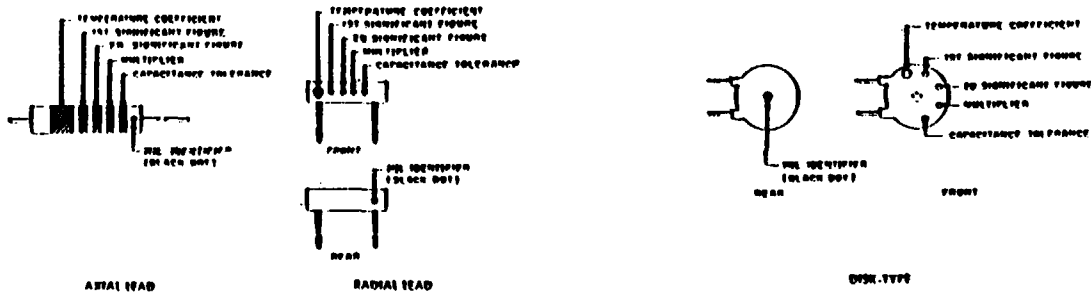 TEMPERATURE COEFFICIENT
1ST SIGNIFICANT FIGURE
2D SIGNIFICANT FIGURE
MULTIPLIER
CAPACITANCE TOLERANCE
MIL IDENTIFIER
(BLACK DOT)
AXIAL LEAD
TEMPERATURE COEFFICIENT
1ST SIGNIFICANT FIGURE
2D SIGNIFICANT FIGURE
MULTIPLIER
CAPACITANCE TOLERANCE
FRONT
MIL IDENTIFIER
(BLACK DOT)
REAR
RADIAL LEAD
MIL IDENTIFIER
(BLACK DOT)
REAR
TEMPERATURE COEFFICIENT
1ST SIGNIFICANT FIGURE
2D SIGNIFICANT FIGURE
MULTIPLIER
CAPACITANCE TOLERANCE
FRONT
DISK-TYPE